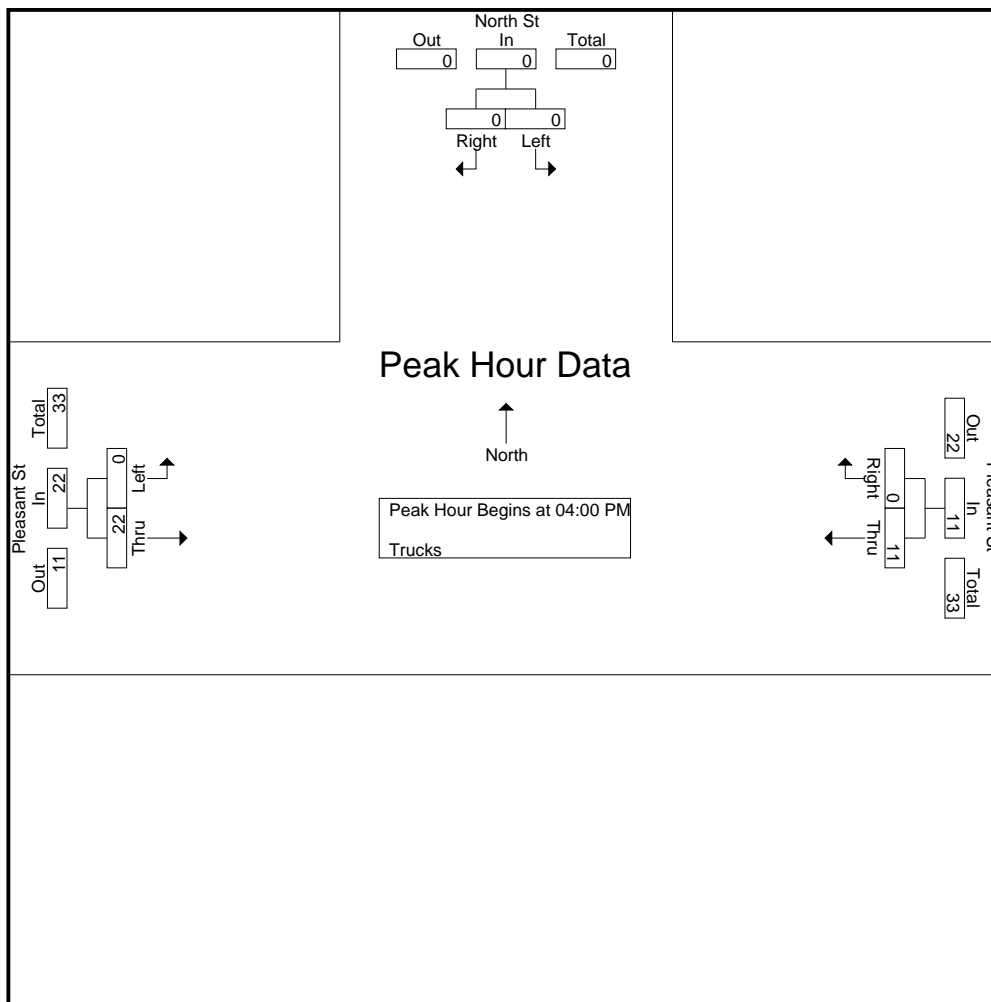 North St
Out In Total
0 0 0
0 0
Right Left
Peak Hour Data
North
Peak Hour Begins at 04:00 PM
Trucks
Pleasant St
Out In Total
11 22 33
22 0
Thru Left
Pleasant St
Out In Total
22 11 33
0 11
Right Thru